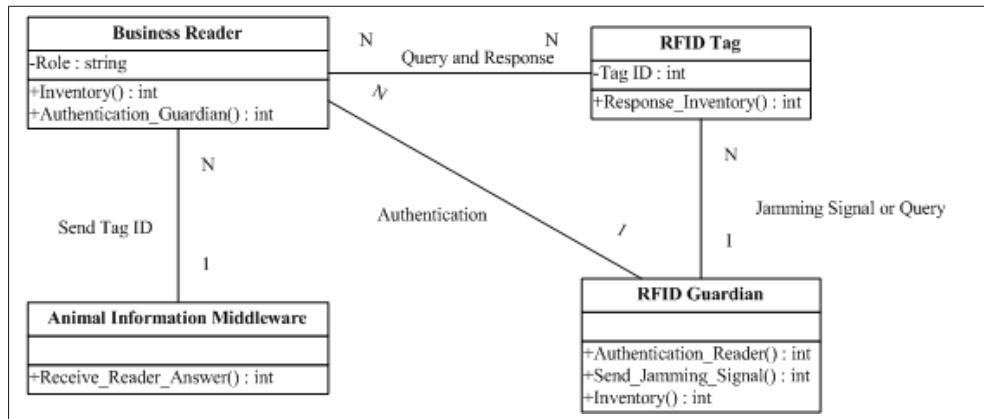 Business Reader
-Role : string
+Inventory() : int
+Authentication_Guardian() : int
N
N
Query and Response
RFID Tag
-Tag ID : int
+Response_Inventory() : int
N
N
Send Tag ID
1
Authentication
1
N
Jamming Signal or Query
1
Animal Information Middleware
+Receive_Reader_Answer() : int
RFID Guardian
+Authentication_Reader() : int
+Send_Jamming_Signal() : int
+Inventory() : int